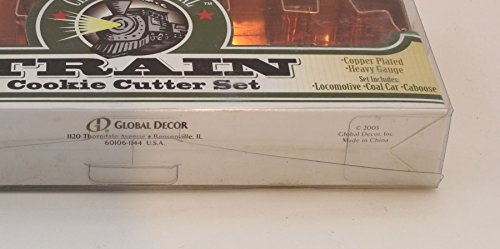 TRAIN
Cookie Cutter Set
•Copper Plated
•Heavy Gauge
Set Includes:
•Locomotive •Coal Car •Caboose
GLOBAL DECOR
1120 Thorndale Avenue • Bensenville, IL
60106-1144 U.S.A.
© 2003
Global Decor, Inc.
Made in China